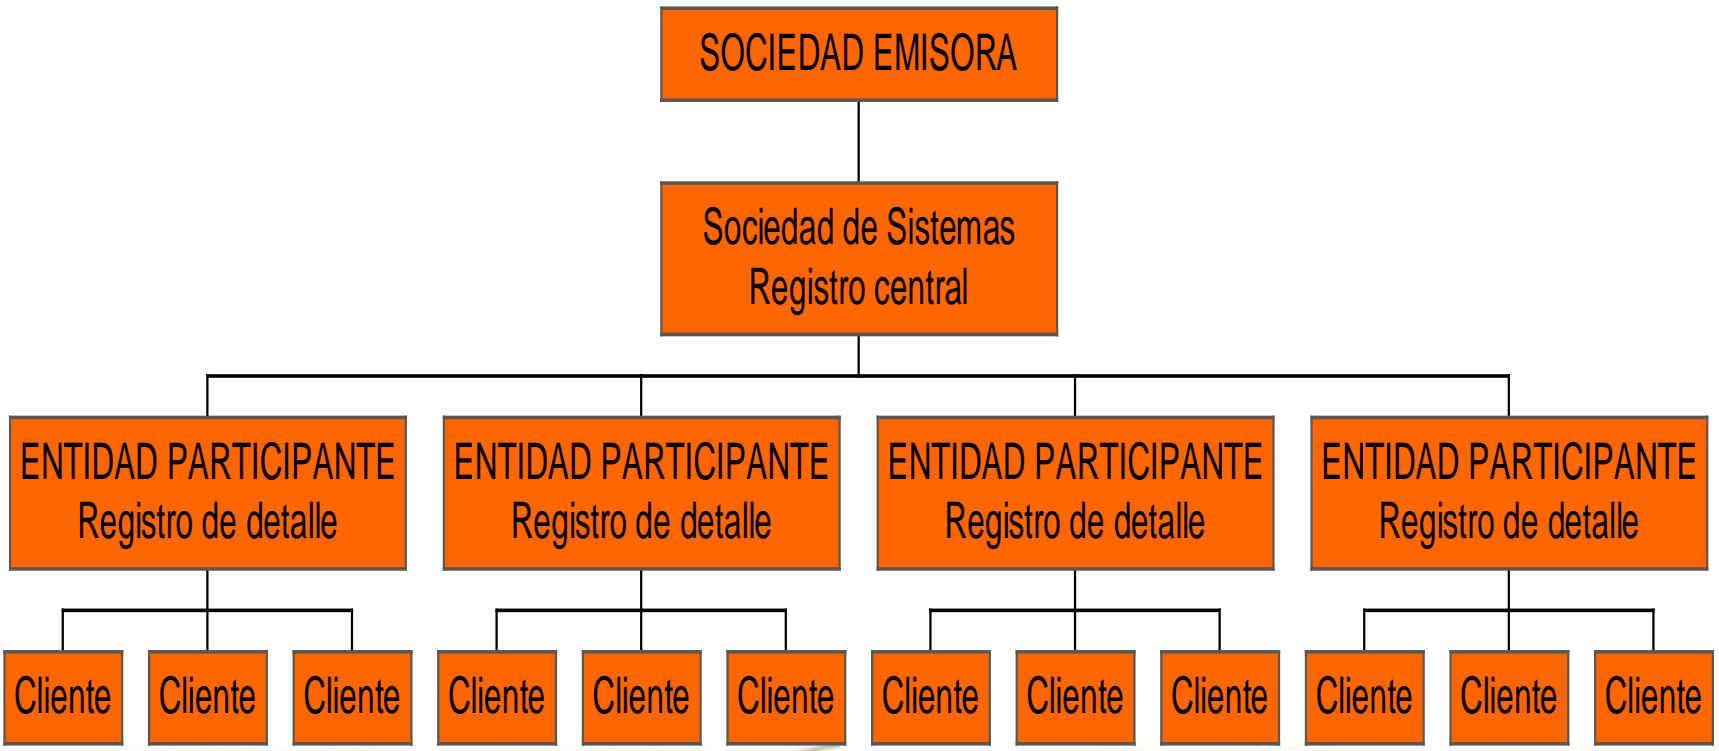 SOCIEDAD EMISORA
Sociedad de Sistemas
Registro central
ENTIDAD PARTICIPANTE
Registro de detalle
ENTIDAD PARTICIPANTE
Registro de detalle
ENTIDAD PARTICIPANTE
Registro de detalle
ENTIDAD PARTICIPANTE
Registro de detalle
Cliente
Cliente
Cliente
Cliente
Cliente
Cliente
Cliente
Cliente
Cliente
Cliente
Cliente
Cliente